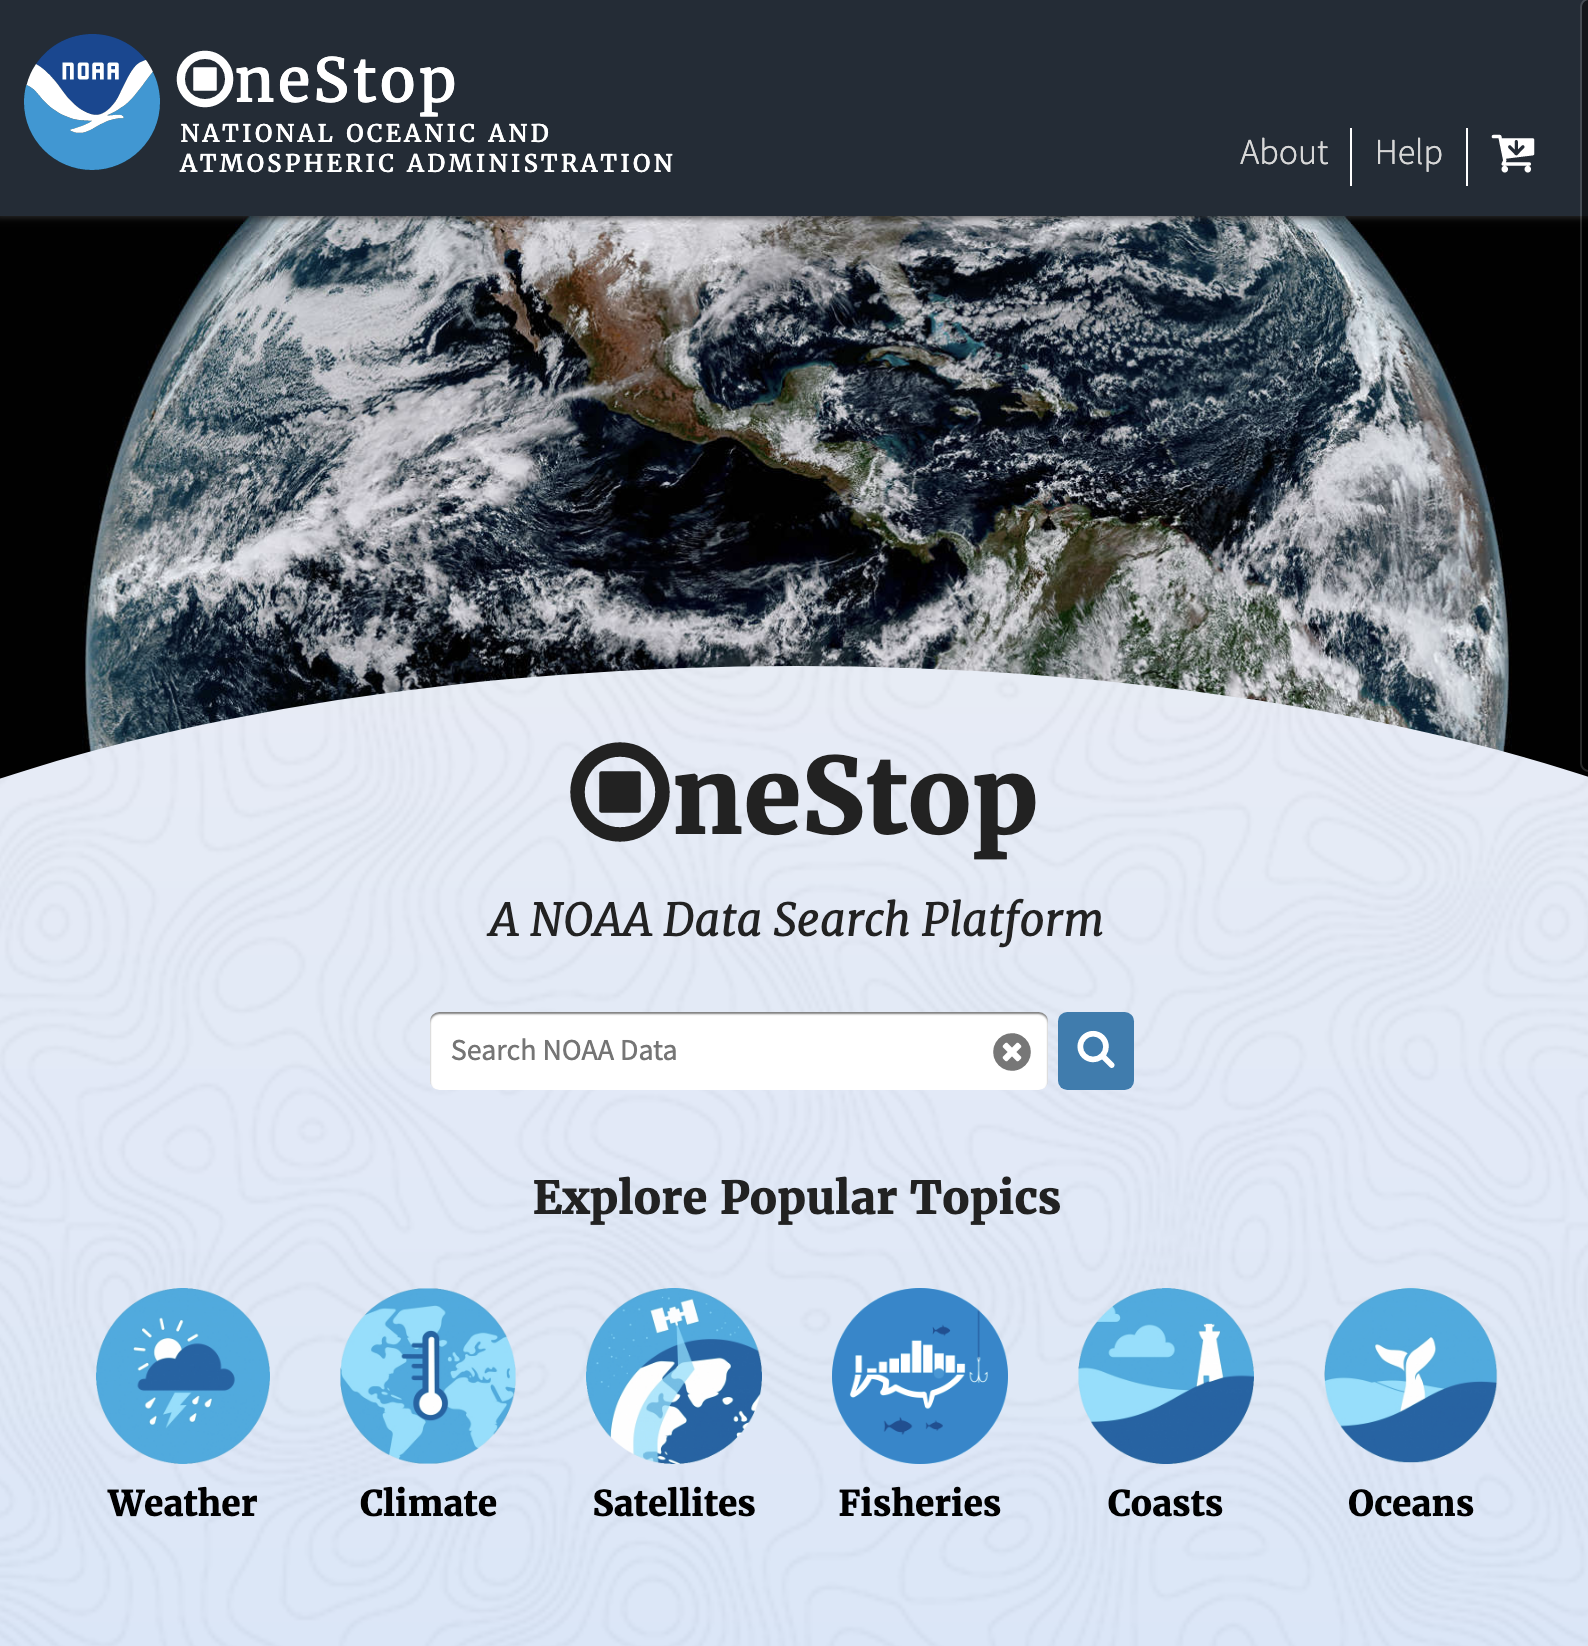 NOAA
OneStop
NATIONAL OCEANIC AND
ATMOSPHERIC ADMINISTRATION
About
Help
OneStop
A NOAA Data Search Platform
Search NOAA Data
Explore Popular Topics
Weather
Climate
Satellites
Fisheries
Coasts
Oceans